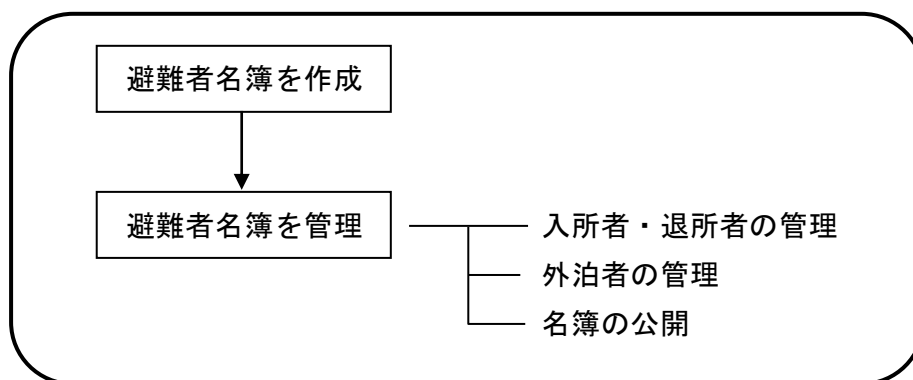 避難者名簿を作成
避難者名簿を管理
入所者・退所者の管理
外泊者の管理
名簿の公開